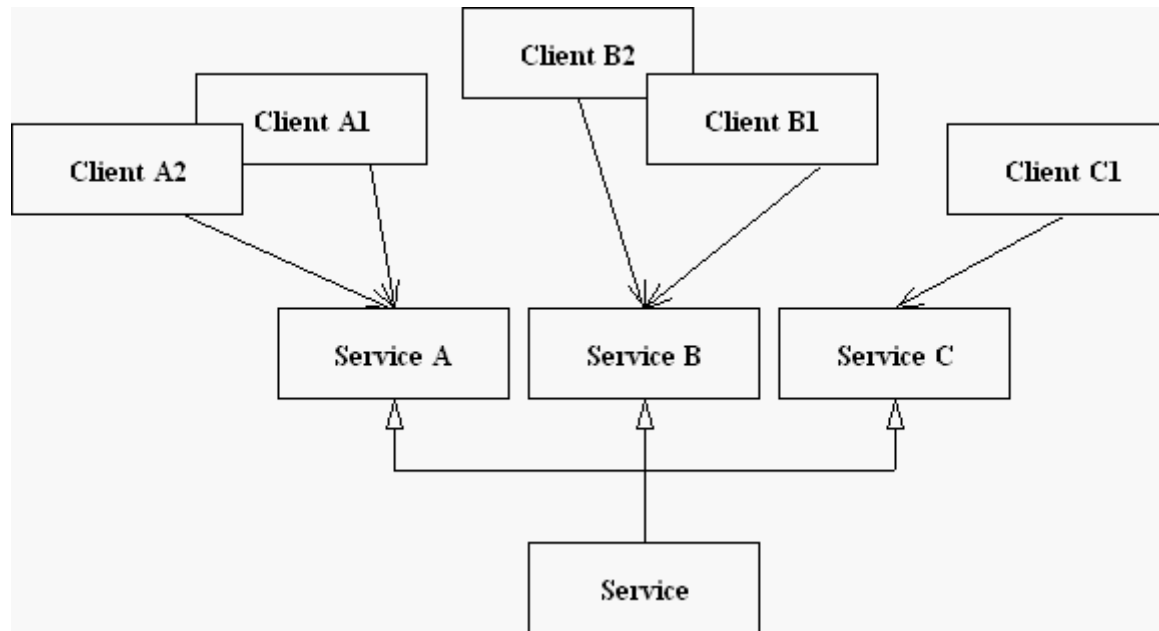 Client B2
Client A1
Client B1
Client A2
Client C1
Service A
Service B
Service C
Service